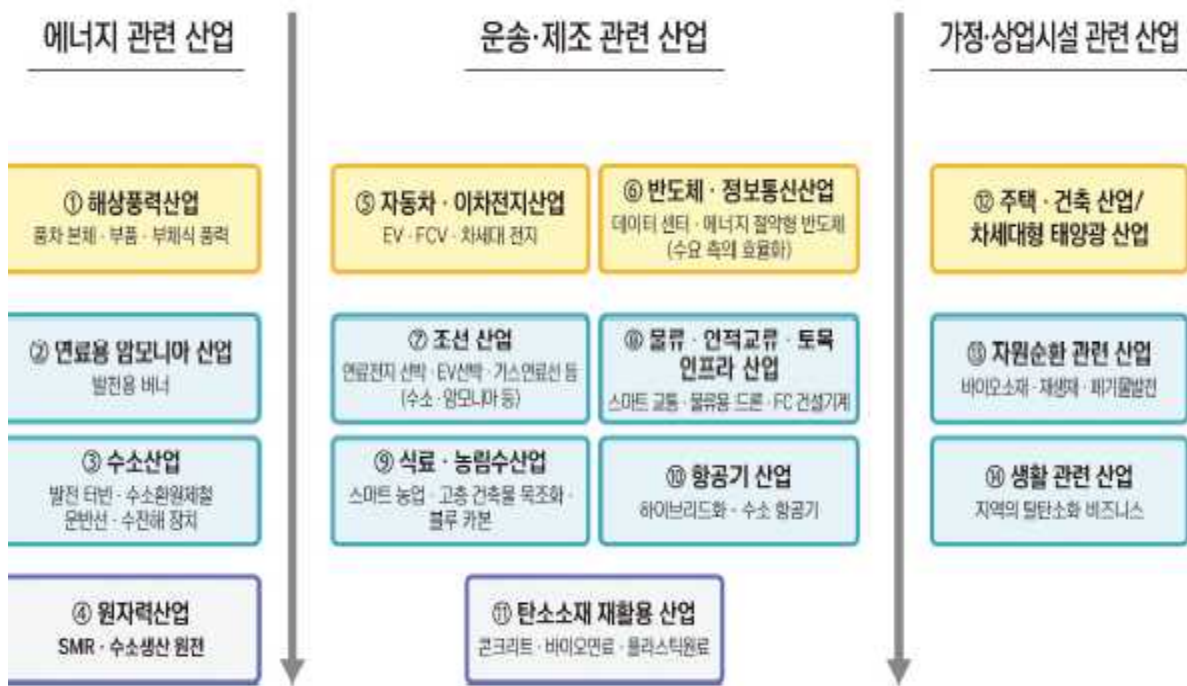 에너지 관련 산업
운송·제조 관련 산업
가정·상업시설 관련 산업
① 해상풍력산업
풍차 본체 · 부품 · 부체식 풍력
⑤ 자동차 · 이차전지산업
EV · FCV · 차세대 전지
⑥ 반도체 · 정보통신산업
데이터 센터 · 에너지 절약형 반도체
(수요 측의 효율화)
⑫ 주택 · 건축 산업/
차세대형 태양광 산업
② 연료용 암모니아 산업
발전용 버너
⑦ 조선 산업
연료전지 선박 · EV선박 · 가스연료선 등
(수소 · 암모니아 등)
⑧ 물류 · 인적교류 · 토목
인프라 산업
스마트 교통 · 물류용 드론 · FC 건설기계
⑬ 자원순환 관련 산업
바이오소재 · 재생재 · 폐기물발전
③ 수소산업
발전 터빈 · 수소환원제철
운반선 · 수전해 장치
⑨ 식료 · 농림수산업
스마트 농업 · 고층 건축물 목조화 ·
블루 카본
⑩ 항공기 산업
하이브리드화 · 수소 항공기
⑭ 생활 관련 산업
지역의 탈탄소화 비즈니스
④ 원자력산업
SMR · 수소생산 원전
⑪ 탄소소재 재활용 산업
콘크리트 · 바이오연료 · 플라스틱원료